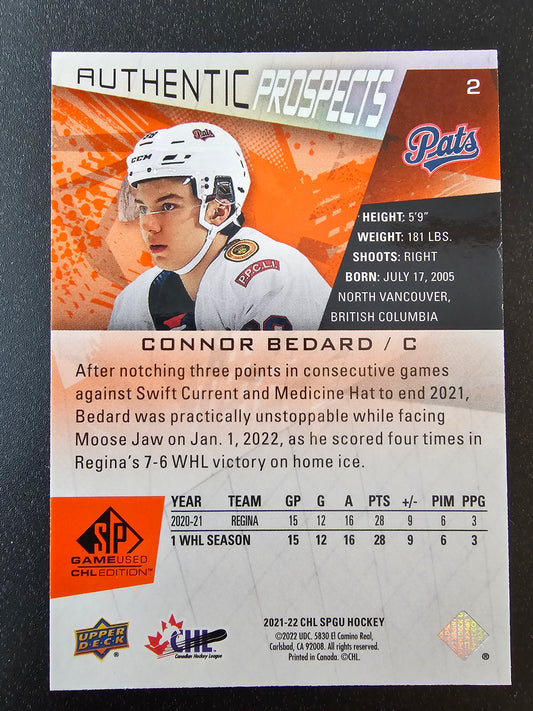 AUTHENTIC PROSPECTS
2
Pats
Pats
CCM
P.P.C.L.I.
HEIGHT: 5'9"
WEIGHT: 181 LBS.
SHOOTS: RIGHT
BORN: JULY 17, 2005
NORTH VANCOUVER,
BRITISH COLUMBIA
CONNOR BEDARD / C
After notching three points in consecutive games
against Swift Current and Medicine Hat to end 2021,
Bedard was practically unstoppable while facing
Moose Jaw on Jan. 1, 2022, as he scored four times in
Regina's 7-6 WHL victory on home ice.
YEAR TEAM GP G A PTS +/- PIM PPG
2020-21 REGINA 15 12 16 28 9 6 3
1 WHL SEASON 15 12 16 28 9 6 3
SP
GAMEUSED
CHL EDITION™
UPPER
DECK®
CHL
Canadian Hockey League
2021-22 CHL SPGU HOCKEY
©2022 UDC. 5830 El Camino Real,
Carlsbad, CA 92008. All rights reserved.
Printed in Canada. ©CHL.
®